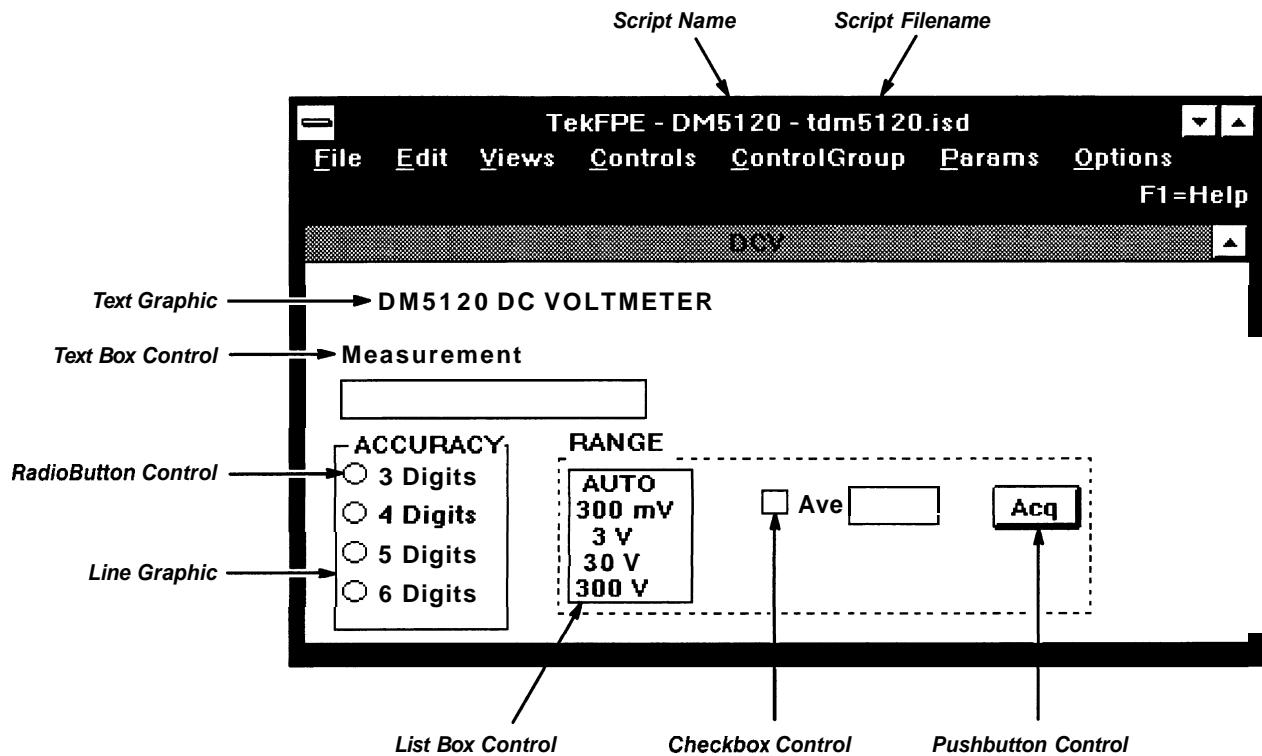 Script Name Script Filename
TekFPE - DM5120 - tdm5120.isd
File Edit Views Controls ControlGroup Params Options
F1=Help
DCV
Text Graphic DM5120 DC VOLTMETER
Text Box Control Measurement
ACCURACY RANGE
RadioButton Control 3 Digits
4 Digits
5 Digits
Line Graphic
6 Digits
AUTO
300 mV
3 V
30 V
300 V
Ave Acq
List Box Control Checkbox Control Pushbutton Control